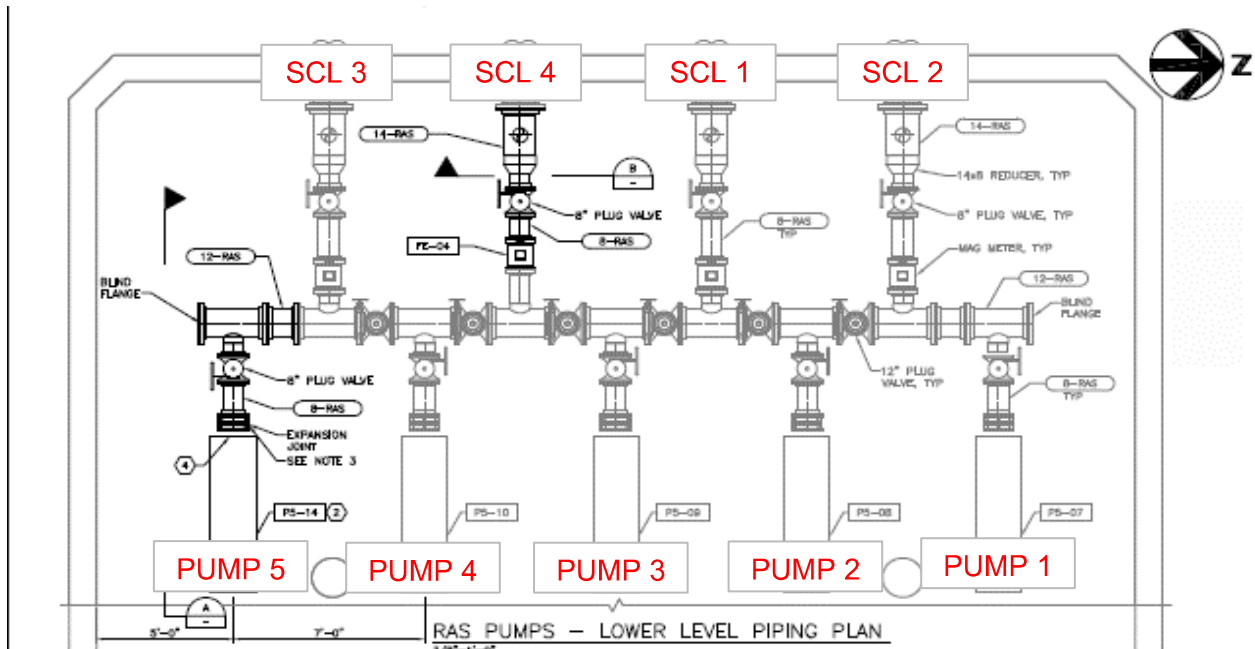 SCL 3
SCL 4
SCL 1
SCL 2
Z
14-RAS
14-RAS
B
-
14x8 REDUCER, TYP
8" PLUG VALVE
8" PLUG VALVE, TYP
8-RAS
TYP
8-RAS
FE-04
MAG METER, TYP
12-RAS
12-RAS
BLIND
FLANGE
BLIND
FLANGE
8" PLUG VALVE
12" PLUG
VALVE, TYP
8-RAS
8-RAS
TYP
EXPANSION
JOINT
SEE NOTE 3
4
P5-14
2
P5-10
P5-09
P5-08
P5-07
PUMP 5
PUMP 4
PUMP 3
PUMP 2
PUMP 1
A
-
5'-0"
7'-0"
RAS PUMPS - LOWER LEVEL PIPING PLAN